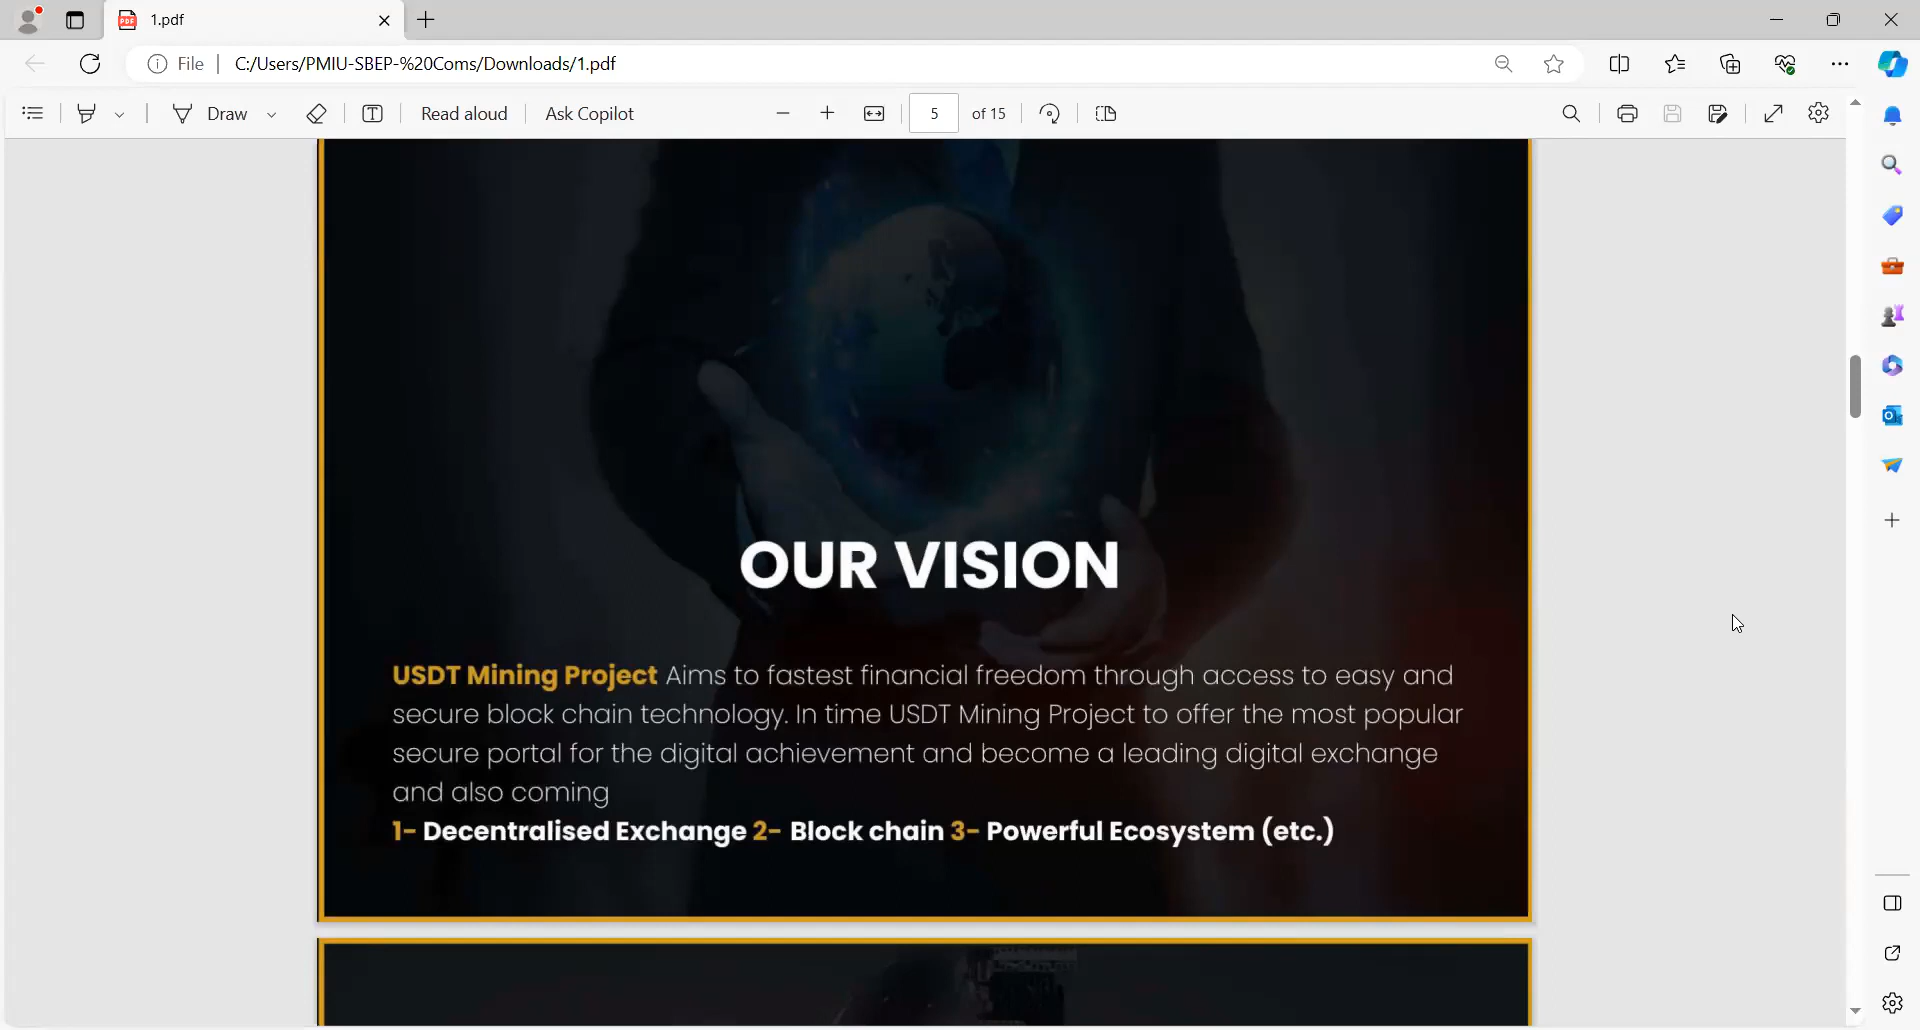 1.pdf
File
C:/Users/PMIU-SBEP-%20Coms/Downloads/1.pdf
Draw
Read aloud
Ask Copilot
5 of 15
OUR VISION
USDT Mining Project Aims to fastest financial freedom through access to easy and
secure block chain technology. In time USDT Mining Project to offer the most popular
secure portal for the digital achievement and become a leading digital exchange
and also coming
1- Decentralised Exchange 2- Block chain 3- Powerful Ecosystem (etc.)